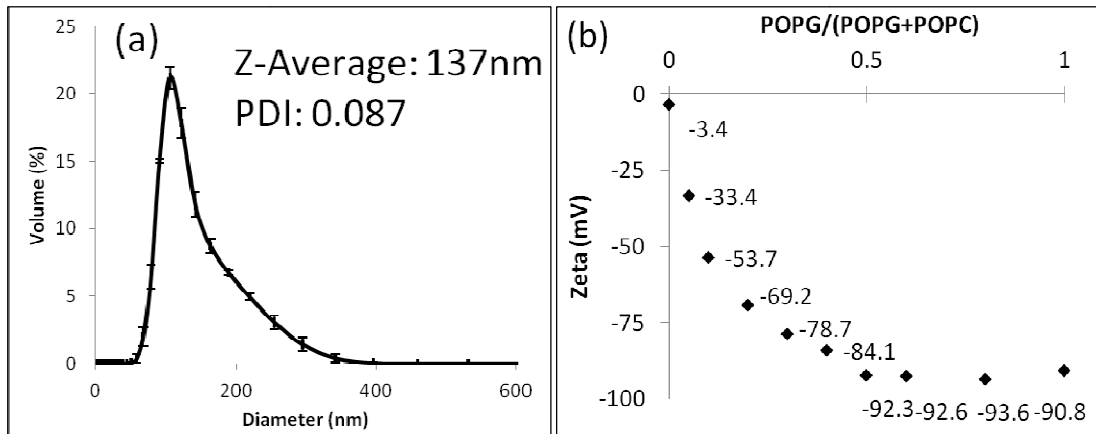 (a)
Z-Average: 137nm
PDI: 0.087
25
20
15
10
5
0
Volume (%)
0 200 400 600
Diameter (nm)
(b)
POPG/(POPG+POPC)
0 0.5 1
0
-25
-50
-75
-100
Zeta (mV)
-3.4
-33.4
-53.7
-69.2
-78.7
-84.1
-92.3 -92.6 -93.6 -90.8